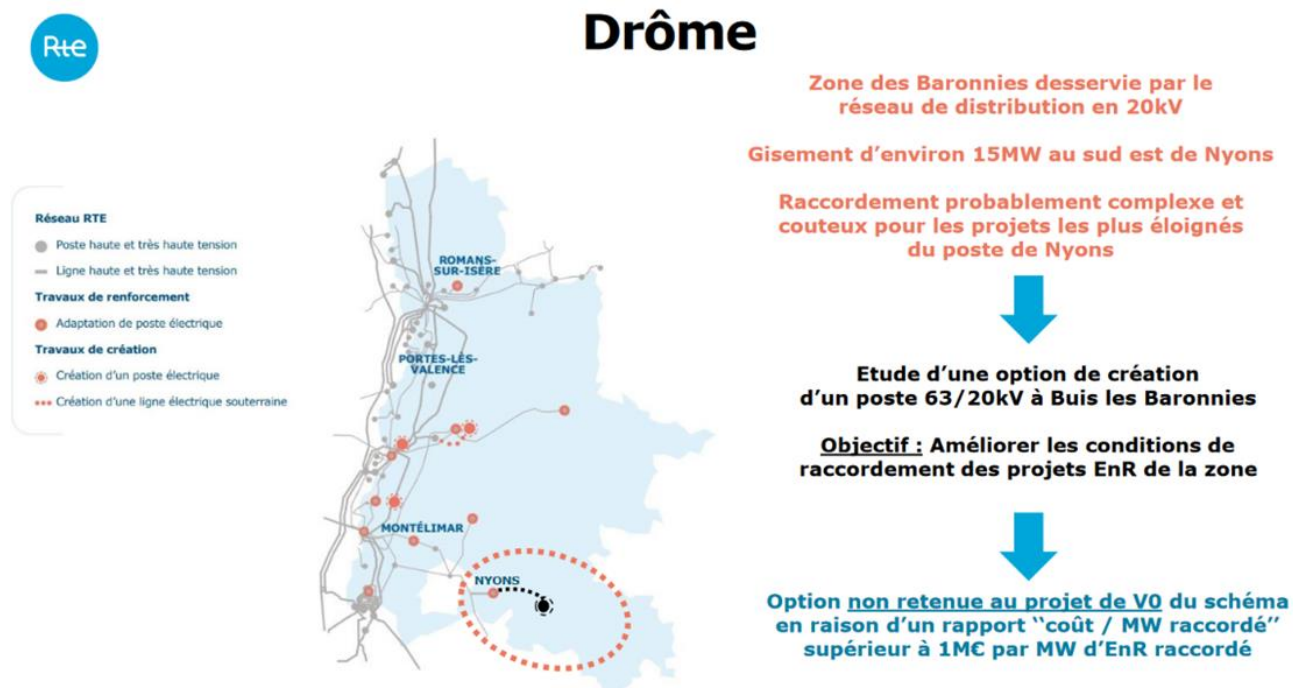 Rte
Drôme
Réseau RTE
Poste haute et très haute tension
Ligne haute et très haute tension
Travaux de renforcement
Adaptation de poste électrique
Travaux de création
Création d'un poste électrique
Création d'une ligne électrique souterraine
ROMANS-
SUR-ISÈRE
PORTES-LÈS-
VALENCE
MONTÉLIMAR
NYONS
Zone des Baronnies desservie par le
réseau de distribution en 20kV
Gisement d'environ 15MW au sud est de Nyons
Raccordement probablement complexe et
couteux pour les projets les plus éloignés
du poste de Nyons
Etude d'une option de création
d'un poste 63/20kV à Buis les Baronnies
Objectif : Améliorer les conditions de
raccordement des projets EnR de la zone
Option non retenue au projet de V0 du schéma
en raison d'un rapport "coût / MW raccordé"
supérieur à 1M€ par MW d'EnR raccordé